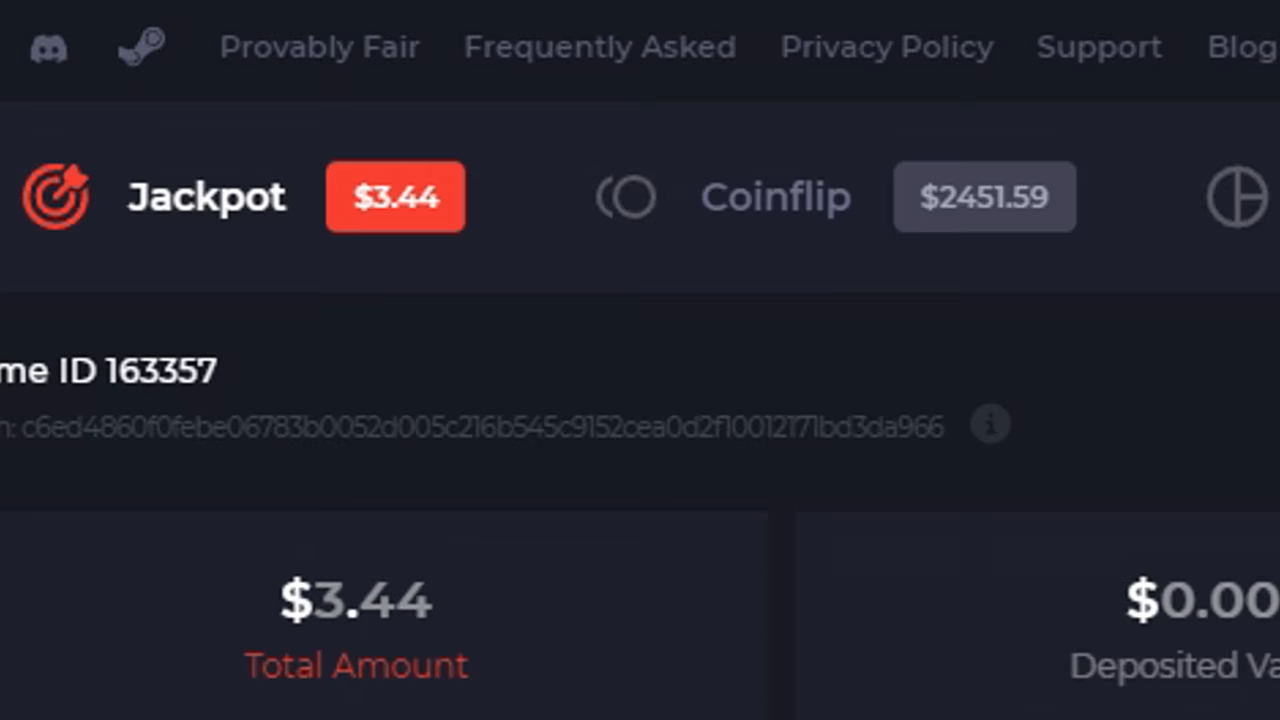 Provably Fair Frequently Asked Privacy Policy Support Blog
Jackpot $3.44 Coinflip $2451.59
me ID 163357
n: c6ed4860f0febe06783b0052d005c216b545c9152cea0d2f10012171bd3da966
$3.44 $0.00
Total Amount Deposited Va